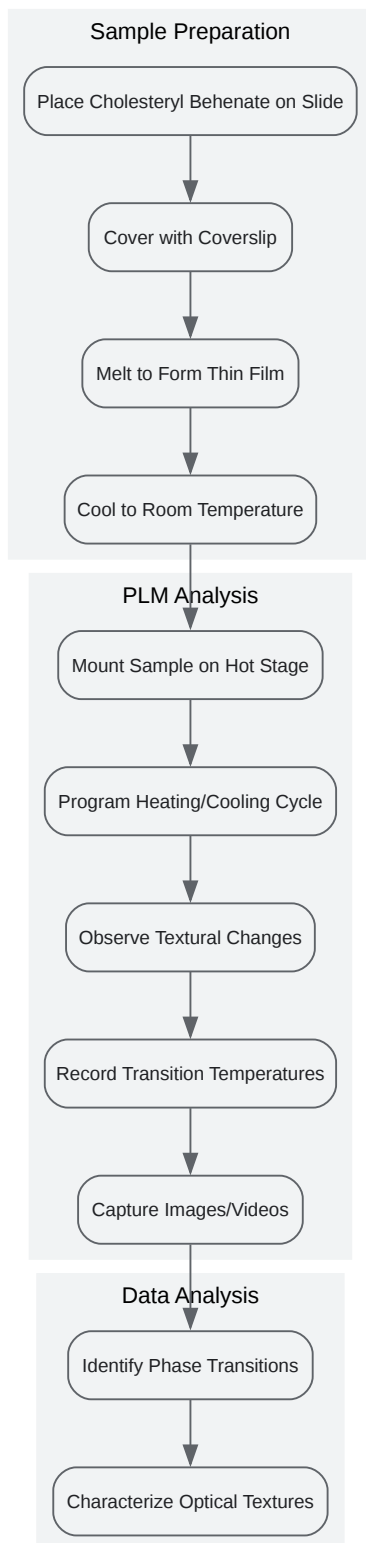 Sample Preparation
Place Cholesteryl Behenate on Slide
Cover with Coverslip
Melt to Form Thin Film
Cool to Room Temperature
PLM Analysis
Mount Sample on Hot Stage
Program Heating/Cooling Cycle
Observe Textural Changes
Record Transition Temperatures
Capture Images/Videos
Data Analysis
Identify Phase Transitions
Characterize Optical Textures